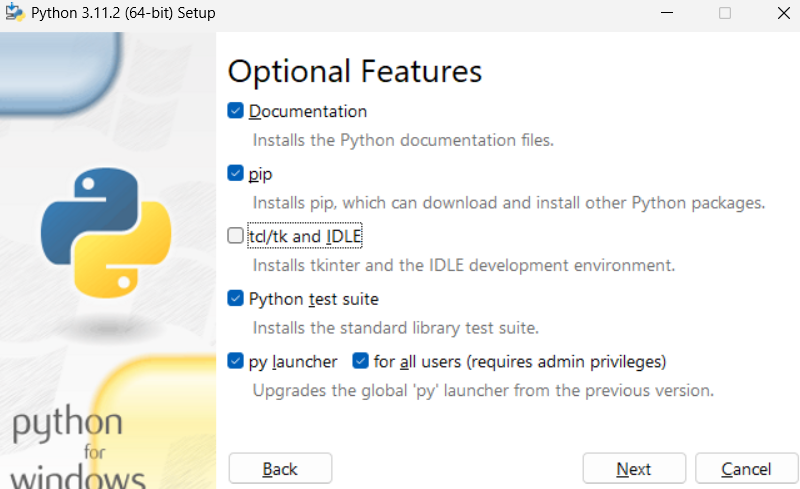 Python 3.11.2 (64-bit) Setup
Optional Features
Documentation
Installs the Python documentation files.
pip
Installs pip, which can download and install other Python packages.
tcl/tk and IDLE
Installs tkinter and the IDLE development environment.
Python test suite
Installs the standard library test suite.
py launcher for all users (requires admin privileges)
Upgrades the global 'py' launcher from the previous version.
python
for
windows
Back Next Cancel